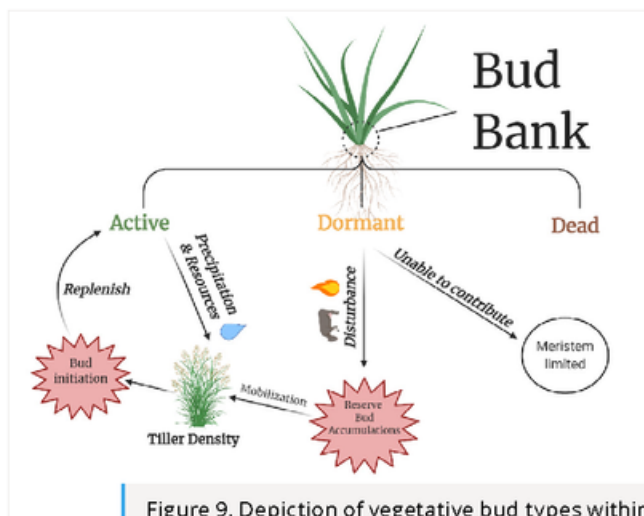 Bud
Bank
Active
Dormant
Dead
Precipitation
& Resources
Replenish
Disturbance
Unable to contribute
Meristem
limited
Bud
initiation
Mobilization
Reserve
Bud
Accumulations
Tiller Density
Figure 9. Depiction of vegetative bud types within